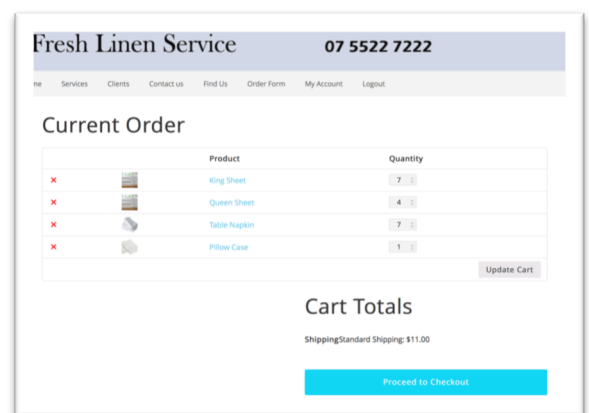 Fresh Linen Service 07 5522 7222
me Services Clients Contact us Find Us Order Form My Account Logout
Current Order
Product Quantity
× King Sheet 7
× Queen Sheet 4
× Table Napkin 7
× Pillow Case 1
Update Cart
Cart Totals
ShippingStandard Shipping: $11.00
Proceed to Checkout